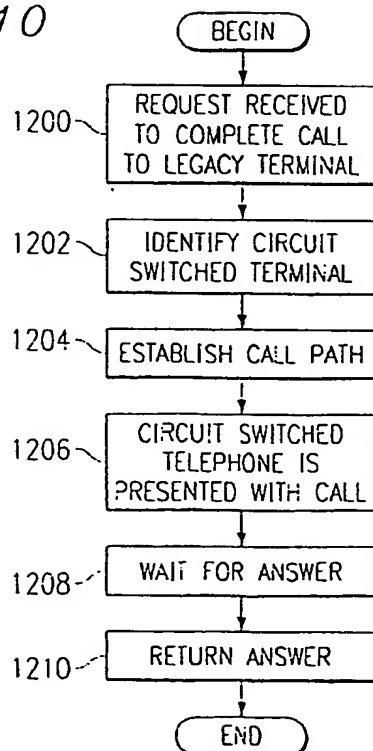 10
BEGIN
1200
REQUEST RECEIVED
TO COMPLETE CALL
TO LEGACY TERMINAL
1202
IDENTIFY CIRCUIT
SWITCHED TERMINAL
1204
ESTABLISH CALL PATH
1206
CIRCUIT SWITCHED
TELEPHONE IS
PRESENTED WITH CALL
1208
WAIT FOR ANSWER
1210
RETURN ANSWER
END